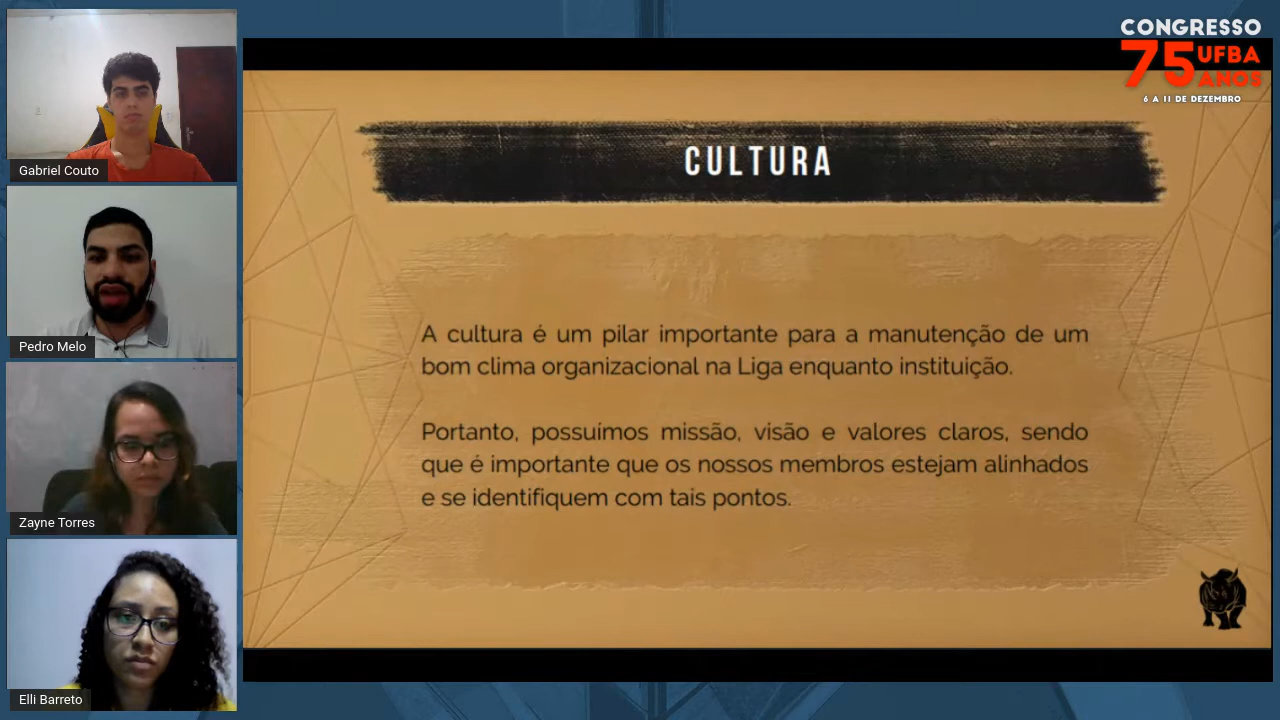 CONGRESSO
75 UFBA
ANOS
6 A 11 DE DEZEMBRO
Gabriel Couto
Pedro Melo
Zayne Torres
Elli Barreto
CULTURA
A cultura é um pilar importante para a manutenção de um
bom clima organizacional na Liga enquanto instituição.
Portanto, possuímos missão, visão e valores claros, sendo
que é importante que os nossos membros estejam alinhados
e se identifiquem com tais pontos.